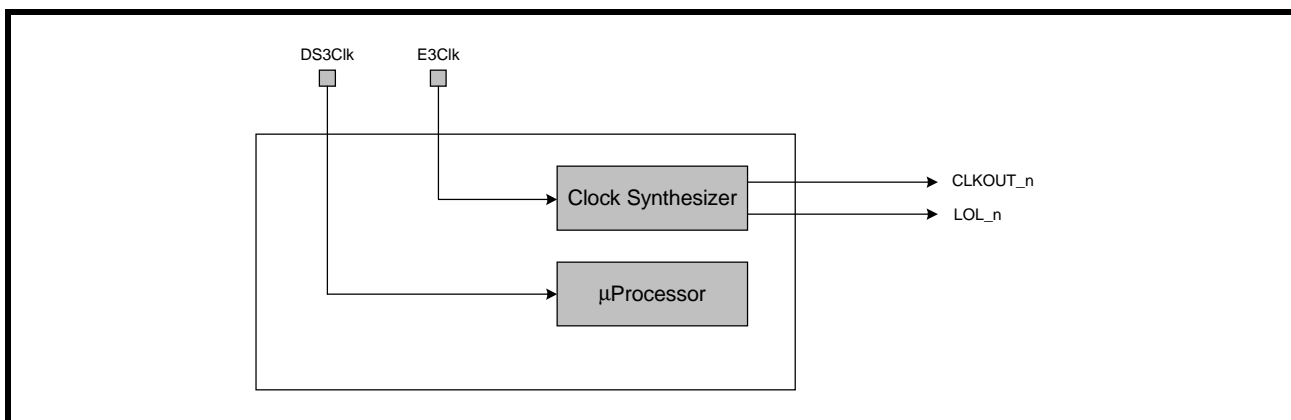 DS3Clk
E3Clk
Clock Synthesizer
CLKOUT_n
LOL_n
µProcessor